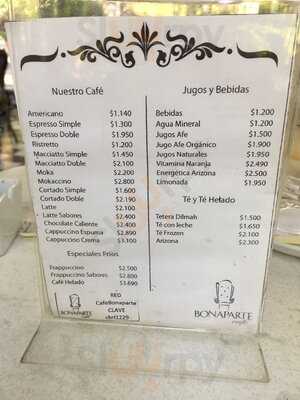 Nuestro Café
Americano $1.140
Espresso Simple $1.300
Espresso Doble $1.950
Ristretto $1.200
Macciatto Simple $1.450
Macciatto Doble $2.100
Moka $2.200
Mokaccino $2.800
Cortado Simple $1.600
Cortado Doble $2.190
Latte $2.100
Latte Sabores $2.400
Chocolate Caliente $2.400
Cappuccino Espuma $2.890
Cappuccino Crema $3.100
Especiales Fríos
Frappuccino $2.500
Frappuccino Sabores $2.800
Café Helado $3.690
BONAPARTE
RED
CafeBonaparte
CLAVE
Jugos y Bebidas
Bebidas $1.200
Agua Mineral $1.200
Jugos Afe $1.500
Jugo Afe Orgánico $1.900
Jugos Naturales $1.950
Vitamina Naranja $2.490
Energética Arizona $2.500
Limonada $1.950
Té y Té Helado
Tetera Dilmah $1.500
Té con leche $1.650
Té Frozen $2.100
Arizona $2.300
BONAPARTE
café